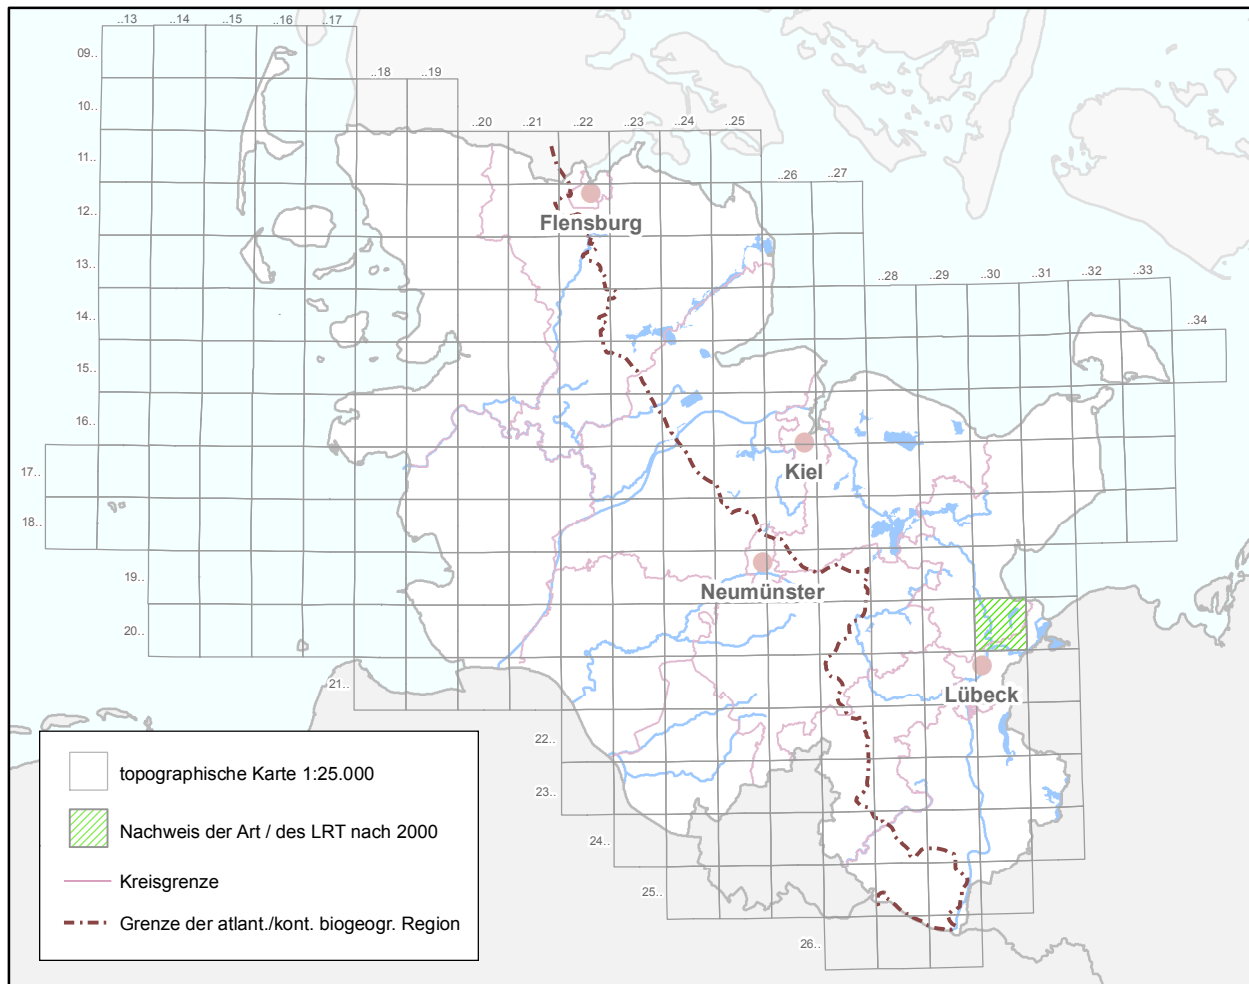 ..13 ..14 ..15 ..16 ..17
09..
..18 ..19
10..
..20 ..21 ..22 ..23 ..24 ..25
11..
..26 ..27
12..
Flensburg
13..
..28 ..29 ..30 ..31 ..32 ..33
14..
..34
15..
16..
Kiel
17..
18..
19..
Neumünster
20..
21..
Lübeck
22..
23..
24..
25..
26..
topographische Karte 1:25.000
Nachweis der Art / des LRT nach 2000
Kreisgrenze
Grenze der atlant./kont. biogeogr. Region